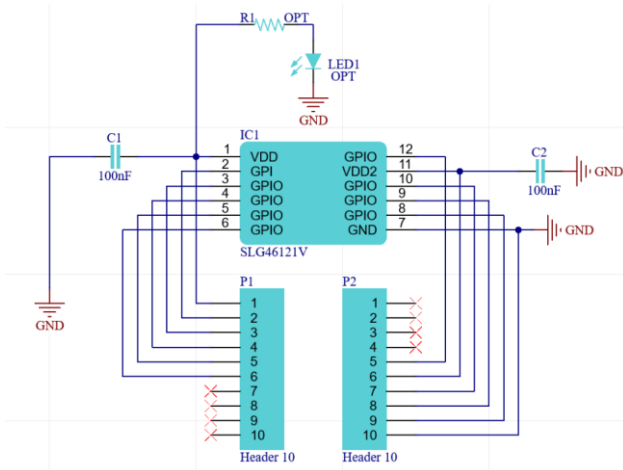 R1 OPT
LED1
OPT
GND
C1
100nF
GND
IC1
1 VDD GPIO 12
2 GPI VDD2 11
3 GPIO GPIO 10
4 GPIO GPIO 9
5 GPIO GPIO 8
6 GPIO GND 7
SLG46121V
C2
100nF
GND
GND
P1
1
2
3
4
5
6
7
8
9
10
Header 10
P2
1
2
3
4
5
6
7
8
9
10
Header 10